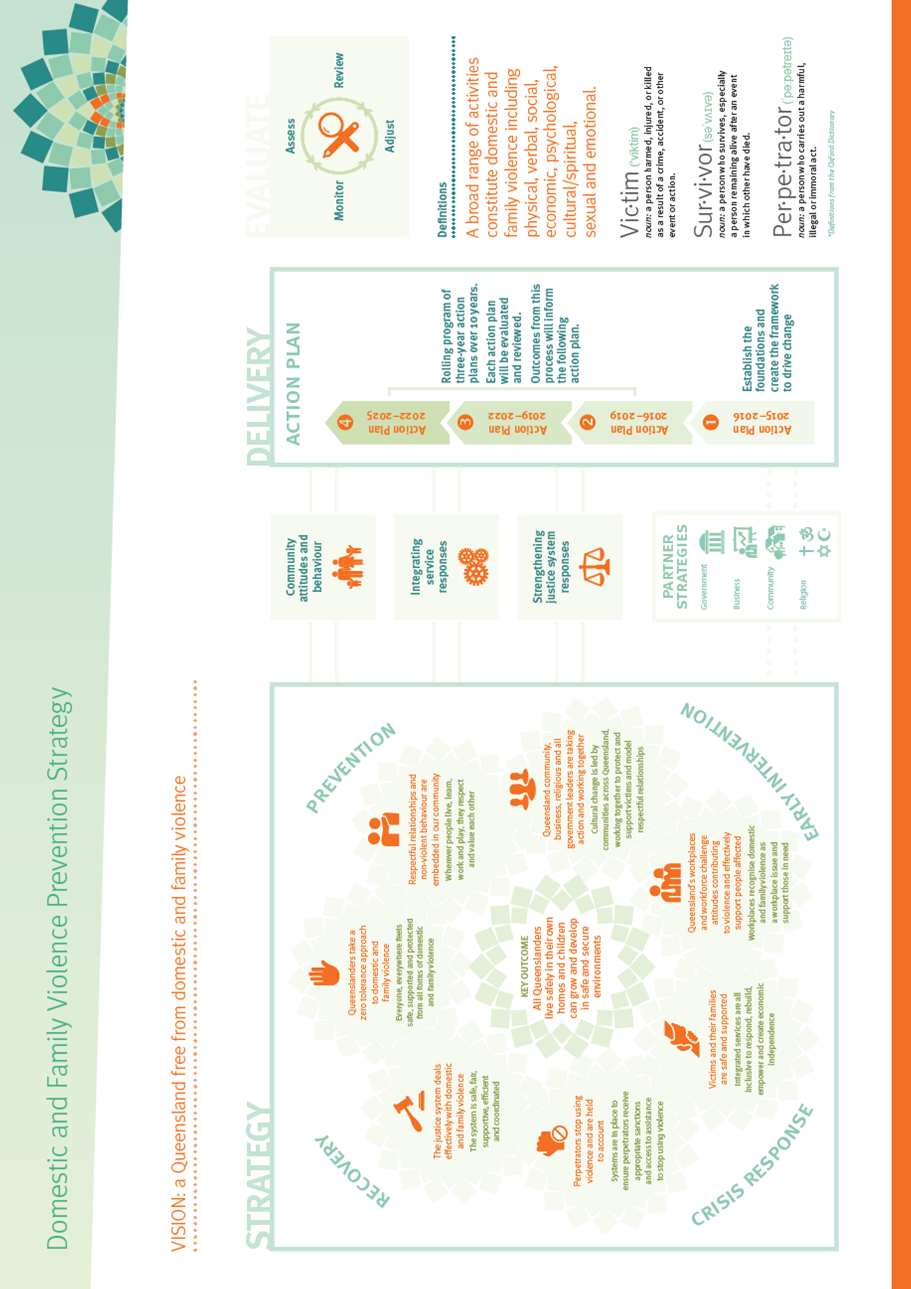 Domestic and Family Violence Prevention Strategy
VISION: a Queensland free from domestic and family violence
STRATEGY
RECOVERY
PREVENTION
CRISIS RESPONSE
EARLY INTERVENTION
The justice system deals
effectively with domestic
and family violence
The system is safe, fair,
supportive, efficient
and coordinated
Queenslanders take a
zero tolerance approach
to domestic and
family violence
Everyone, everywhere feels
safe, supported and protected
from all forms of domestic
and family violence
Respectful relationships and
non-violent behaviour are
embedded in our community
Wherever people live, learn,
work and play, they respect
and value each other
Perpetrators stop using
violence and are held
to account
Systems are in place to
ensure perpetrators receive
appropriate sanctions
and access to assistance
to stop using violence
KEY OUTCOME
All Queenslanders
live safely in their own
homes and children
can grow and develop
in safe and secure
environments
Queensland community,
business, religious and all
government leaders are taking
action and working together
Cultural change is led by
communities across Queensland,
working together to protect and
support victims and model
respectful relationships
Victims and their families
are safe and supported
Integrated services are all
inclusive to respond, rebuild,
empower and create economic
independence
Queensland's workplaces
and workforce challenge
attitudes contributing
to violence and effectively
support people affected
Workplaces recognise domestic
and family violence as
a workplace issue and
support those in need
Community
attitudes and
behaviour
Integrating
service
responses
Strengthening
justice system
responses
PARTNER
STRATEGIES
Government
Business
Community
Religion
DELIVERY
ACTION PLAN
4
Action Plan
2022–2025
3
Action Plan
2019–2022
2
Action Plan
2016–2019
1
Action Plan
2015–2016
Rolling program of
three-year action
plans over 10 years.
Each action plan
will be evaluated
and reviewed.
Outcomes from this
process will inform
the following
action plan.
Establish the
foundations and
create the framework
to drive change
EVALUATE
Assess
Monitor
Review
Adjust
Definitions
A broad range of activities
constitute domestic and
family violence including
physical, verbal, social,
economic, psychological,
cultural/spiritual,
sexual and emotional.
Vic·tim (ˈviktim)
noun: a person harmed, injured, or killed
as a result of a crime, accident, or other
event or action.
Sur·vi·vor (səˈvʌɪvə)
noun: a person who survives, especially
a person remaining alive after an event
in which other have died.
Per·pe·tra·tor (ˈpəːpətreɪtə)
noun: a person who carries out a harmful,
illegal or immoral act.
*Definitions from the Oxford Dictionary